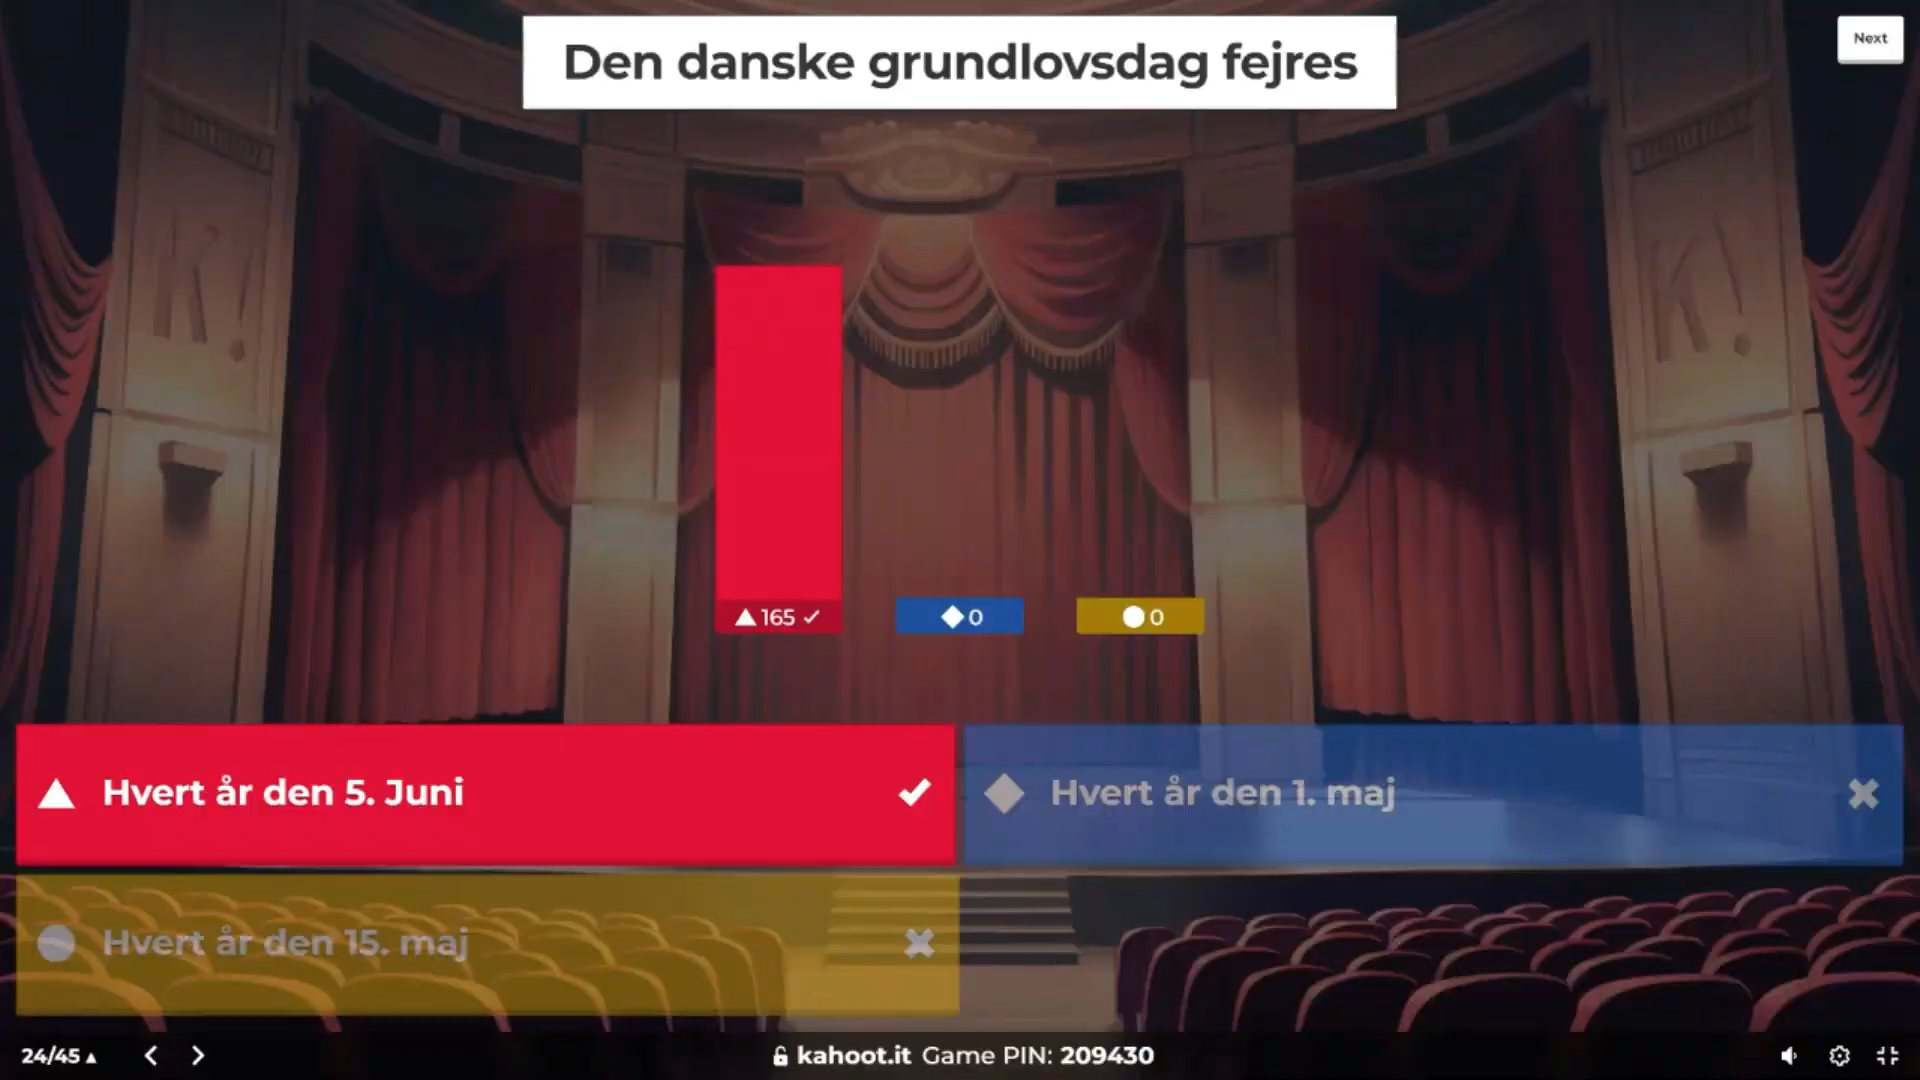 Den danske grundlovsdag fejres
Next
K!
K!
165
0
0
Hvert år den 5. Juni
Hvert år den 1. maj
Hvert år den 15. maj
24/45
kahoot.it Game PIN: 209430